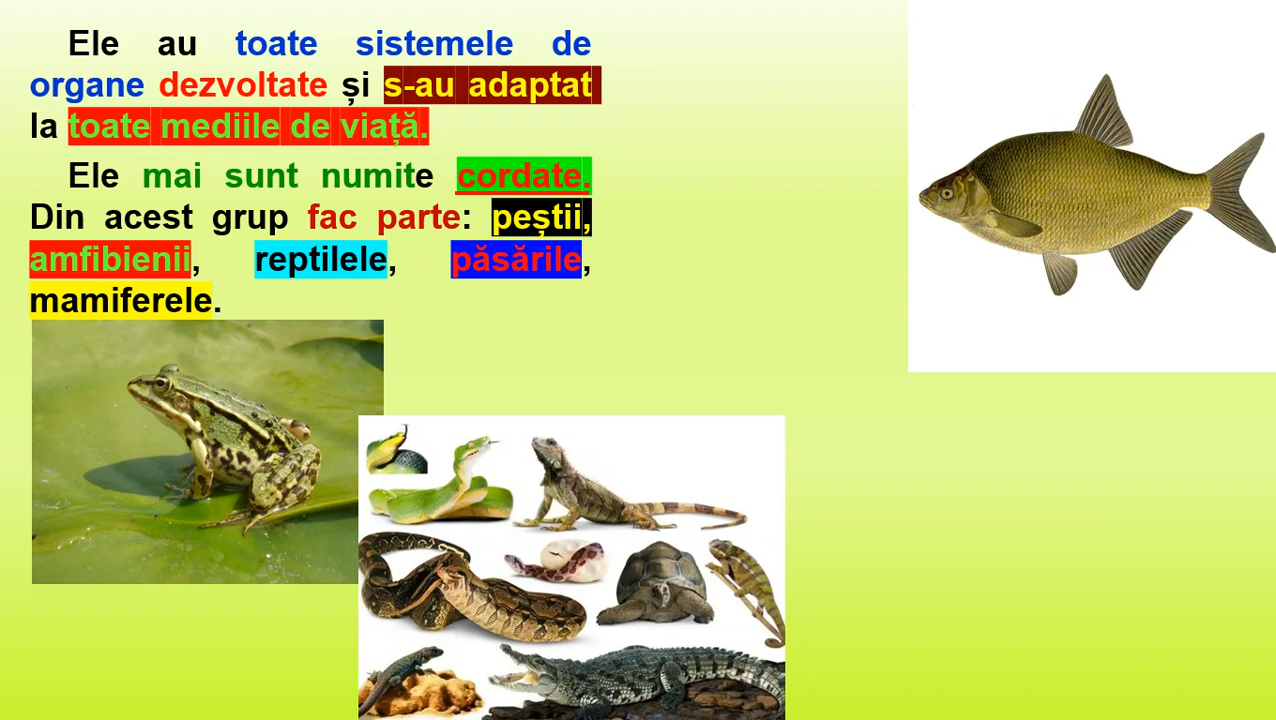 Ele au toate sistemele de
organe dezvoltate și s-au adaptat
la toate mediile de viață.
Ele mai sunt numite cordate.
Din acest grup fac parte: peștii,
amfibienii, reptilele, păsările,
mamiferele.